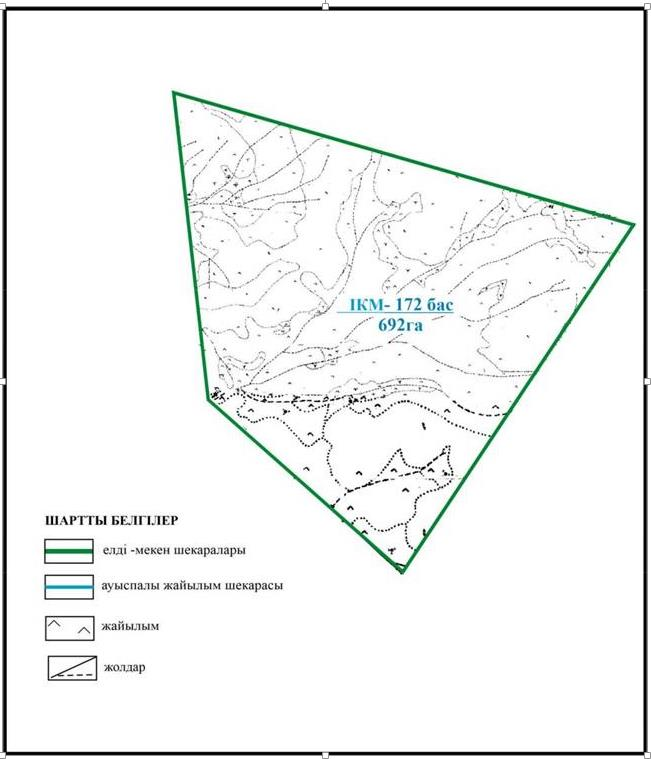 ІКМ- 172 бас
692га
ШАРТТЫ БЕЛГІЛЕР
елді -мекен шекаралары
ауыспалы жайылым шекарасы
жайылым
жолдар